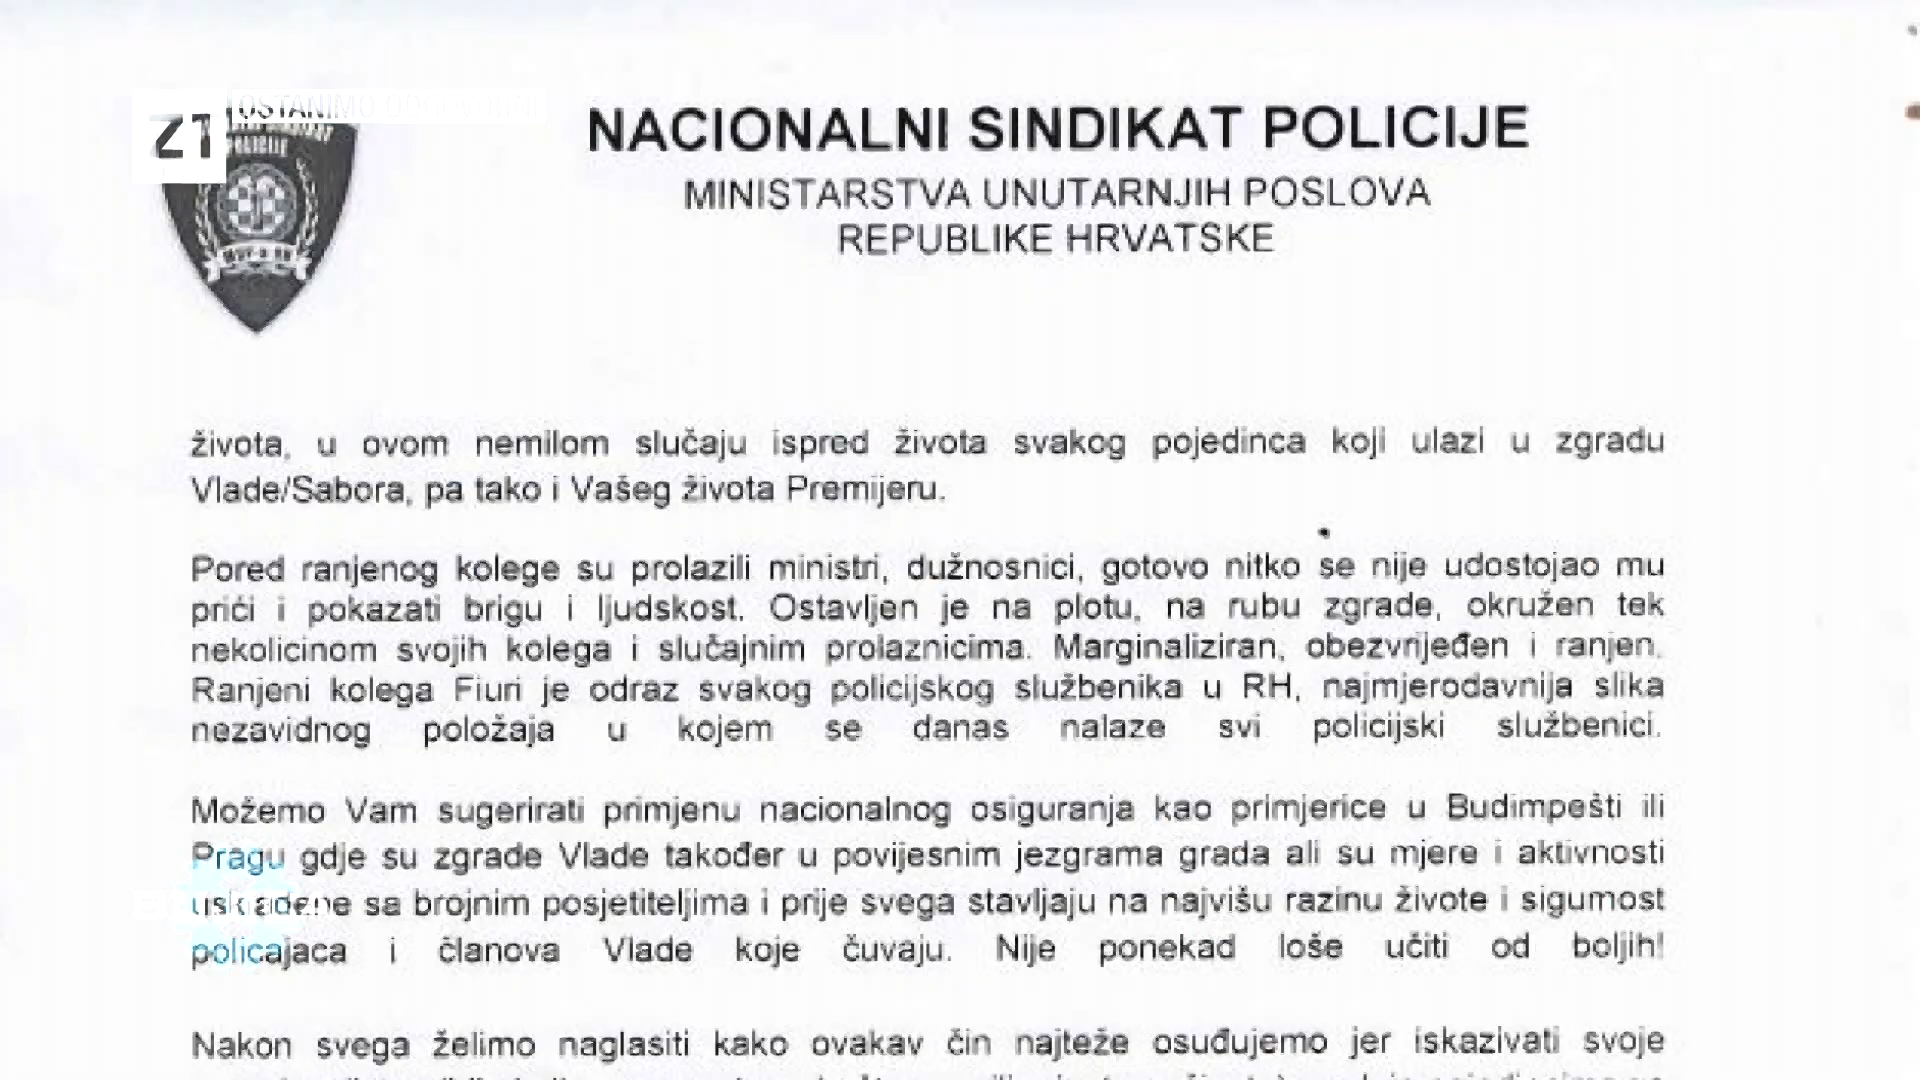 Z1
OSTANIMO ODGOVORNI
POLICIJE
NACIONALNI SINDIKAT POLICIJE
MINISTARSTVA UNUTARNJIH POSLOVA
REPUBLIKE HRVATSKE
života, u ovom nemilom slučaju ispred života svakog pojedinca koji ulazi u zgradu
Vlade/Sabora, pa tako i Vašeg života Premijeru.
Pored ranjenog kolege su prolazili ministri, dužnosnici, gotovo nitko se nije udostojao mu
prići i pokazati brigu i ljudskost. Ostavljen je na plotu, na rubu zgrade, okružen tek
nekolicinom svojih kolega i slučajnim prolaznicima. Marginaliziran, obezvrijeđen i ranjen.
Ranjeni kolega Fiuri je odraz svakog policijskog službenika u RH, najmjerodavnija slika
nezavidnog položaja u kojem se danas nalaze svi policijski službenici.
Možemo Vam sugerirati primjenu nacionalnog osiguranja kao primjerice u Budimpešti ili
Pragu gdje su zgrade Vlade također u povijesnim jezgrama grada ali su mjere i aktivnosti
usklađene sa brojnim posjetiteljima i prije svega stavljaju na najvišu razinu živote i sigurnost
policajaca i članova Vlade koje čuvaju. Nije ponekad loše učiti od boljih!
Nakon svega želimo naglasiti kako ovakav čin najteže osuđujemo jer iskazivati svoje